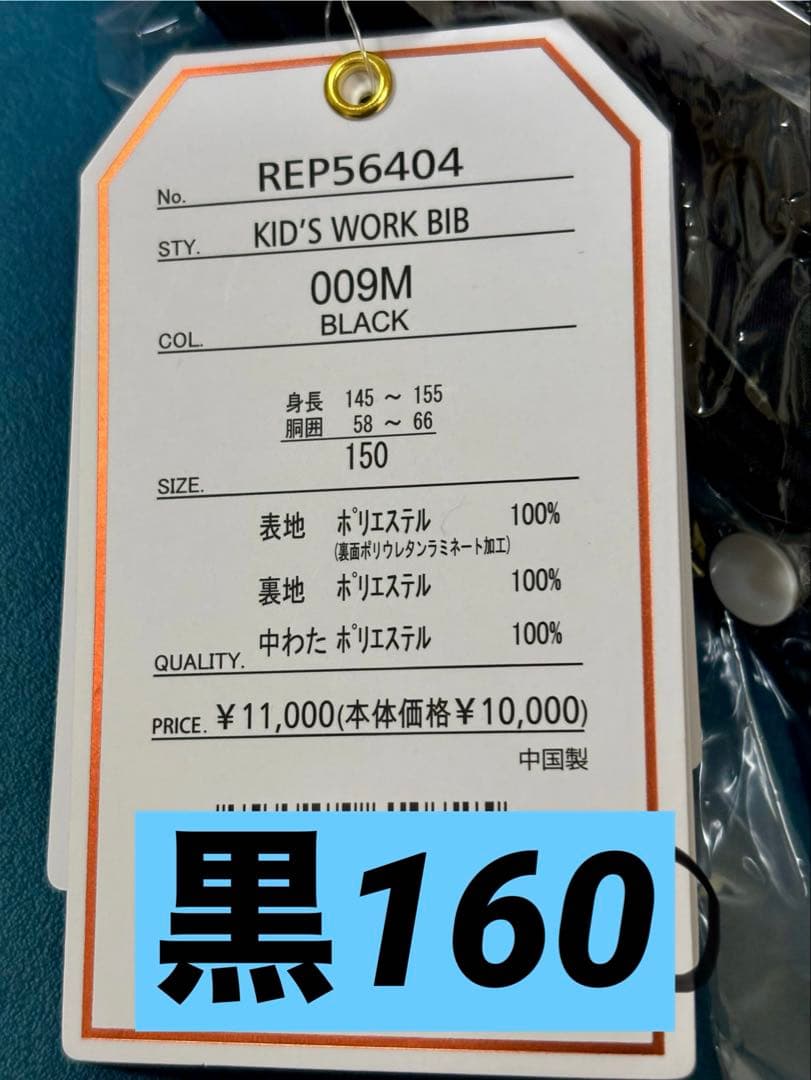 No. REP56404
STY. KID'S WORK BIB
009M
COL. BLACK
身長 145 ～ 155
胴囲 58 ～ 66
150
SIZE.
表地 ポリエステル 100%
(裏面ポリウレタンラミネート加工)
裏地 ポリエステル 100%
QUALITY. 中わた ポリエステル 100%
PRICE. ￥11,000(本体価格￥10,000)
中国製
黒160